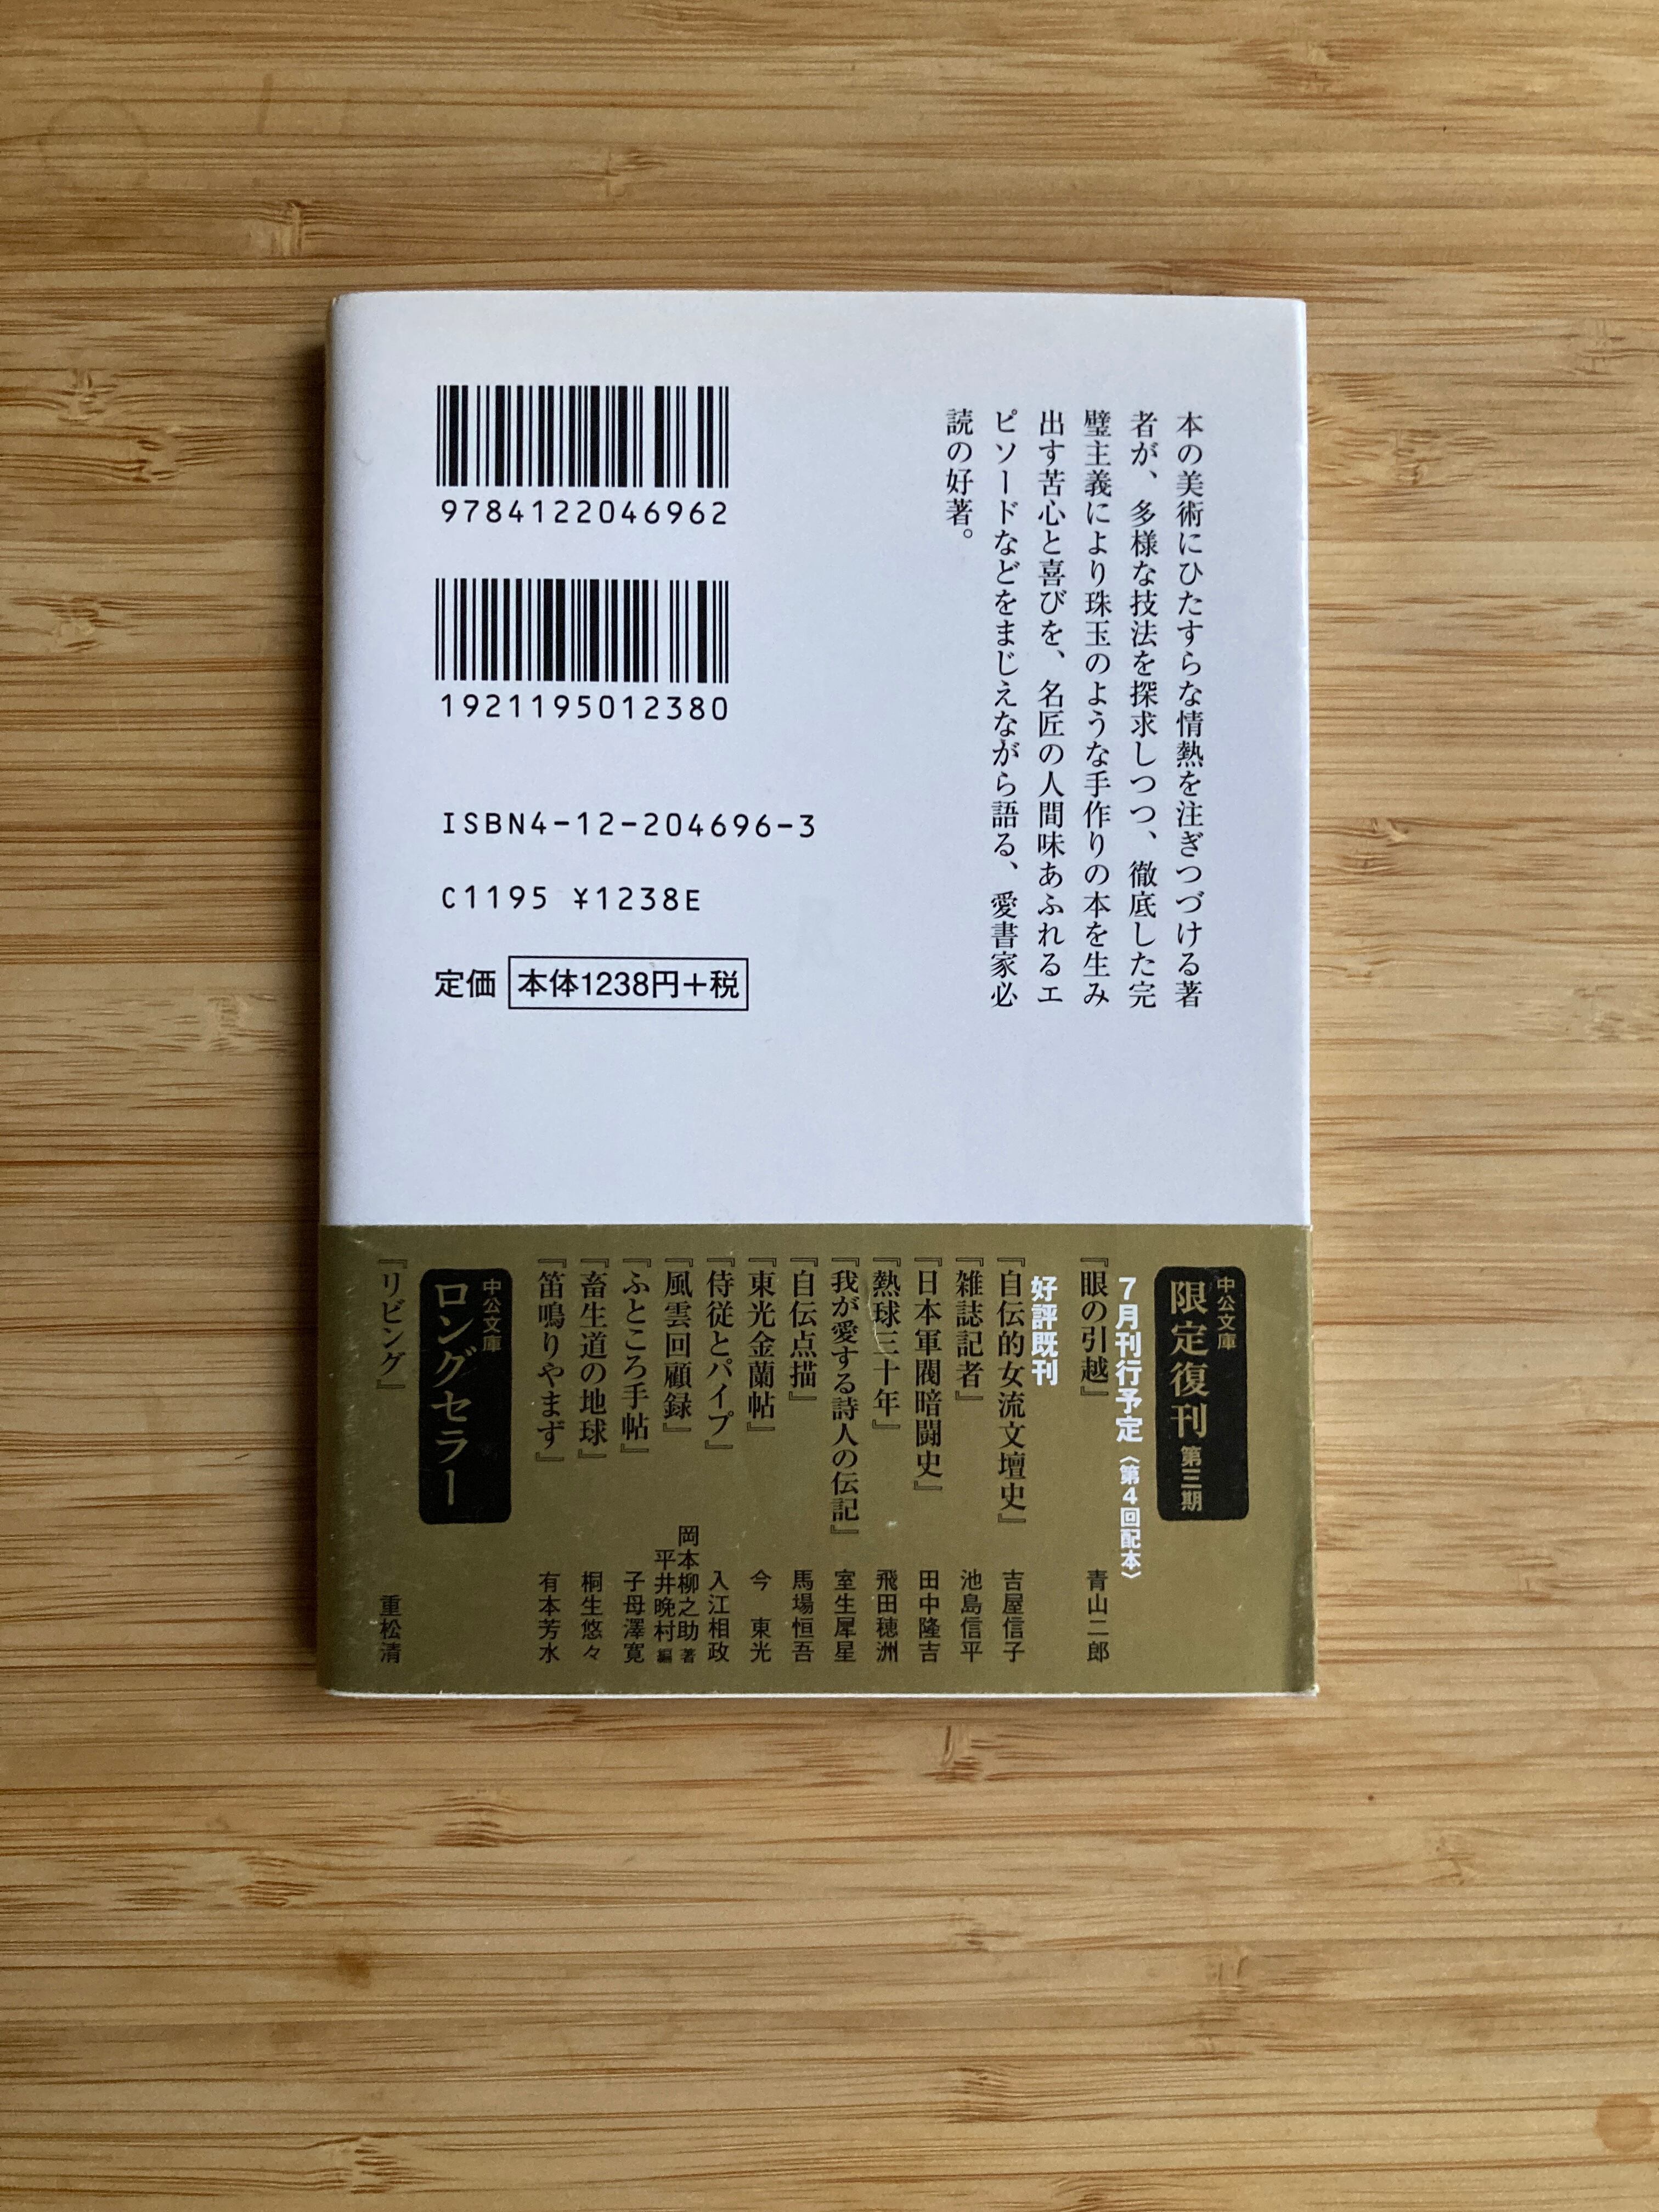 本の美術にひたすらな情熱を注ぎつづける著
者が、多様な技法を探求しつつ、徹底した完
璧主義により珠玉のような手作りの本を生み
出す苦心と喜びを、名匠の人間味あふれるエ
ピソードなどをまじえながら語る、愛書家必
読の好著。
9784122046962
1921195012380
ISBN4-12-204696-3
C1195 ¥1238E
定価 本体1238円+税
中公文庫
限定復刊 第三期
7月刊行予定〈第4回配本〉
『眼の引越』 青山二郎
好評既刊
『自伝的女流文壇史』 吉屋信子
『雑誌記者』 池島信平
『日本軍閥暗闘史』 田中隆吉
『熱球三十年』 飛田穂洲
『我が愛する詩人の伝記』 室生犀星
『自伝点描』 馬場恒吾
『東光金蘭帖』 今 東光
『侍従とパイプ』 入江相政
『風雲回顧録』 岡本柳之助 著
平井晩村 編
『ふところ手帖』 子母澤寛
『畜生道の地球』 桐生悠々
『笛鳴りやまず』 有本芳水
中公文庫
ロングセラー
『リビング』 重松清